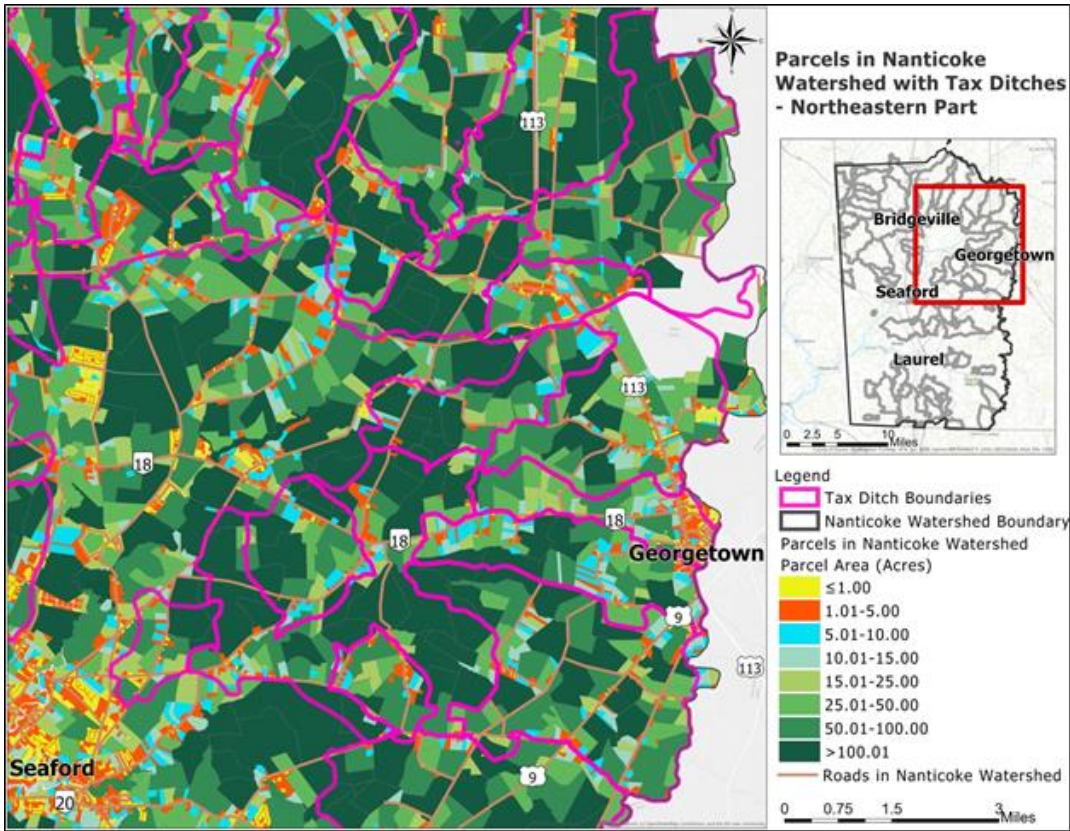 Parcels in Nanticoke
Watershed with Tax Ditches
- Northeastern Part
113
113
18
18
18
Georgetown
9
113
9
Seaford
20
Bridgeville
Georgetown
Seaford
Laurel
0 2.5 5 10
Miles
Legend
Tax Ditch Boundaries
Nanticoke Watershed Boundary
Parcels in Nanticoke Watershed
Parcel Area (Acres)
≤1.00
1.01-5.00
5.01-10.00
10.01-15.00
15.01-25.00
25.01-50.00
50.01-100.00
>100.01
Roads in Nanticoke Watershed
0 0.75 1.5 3
Miles